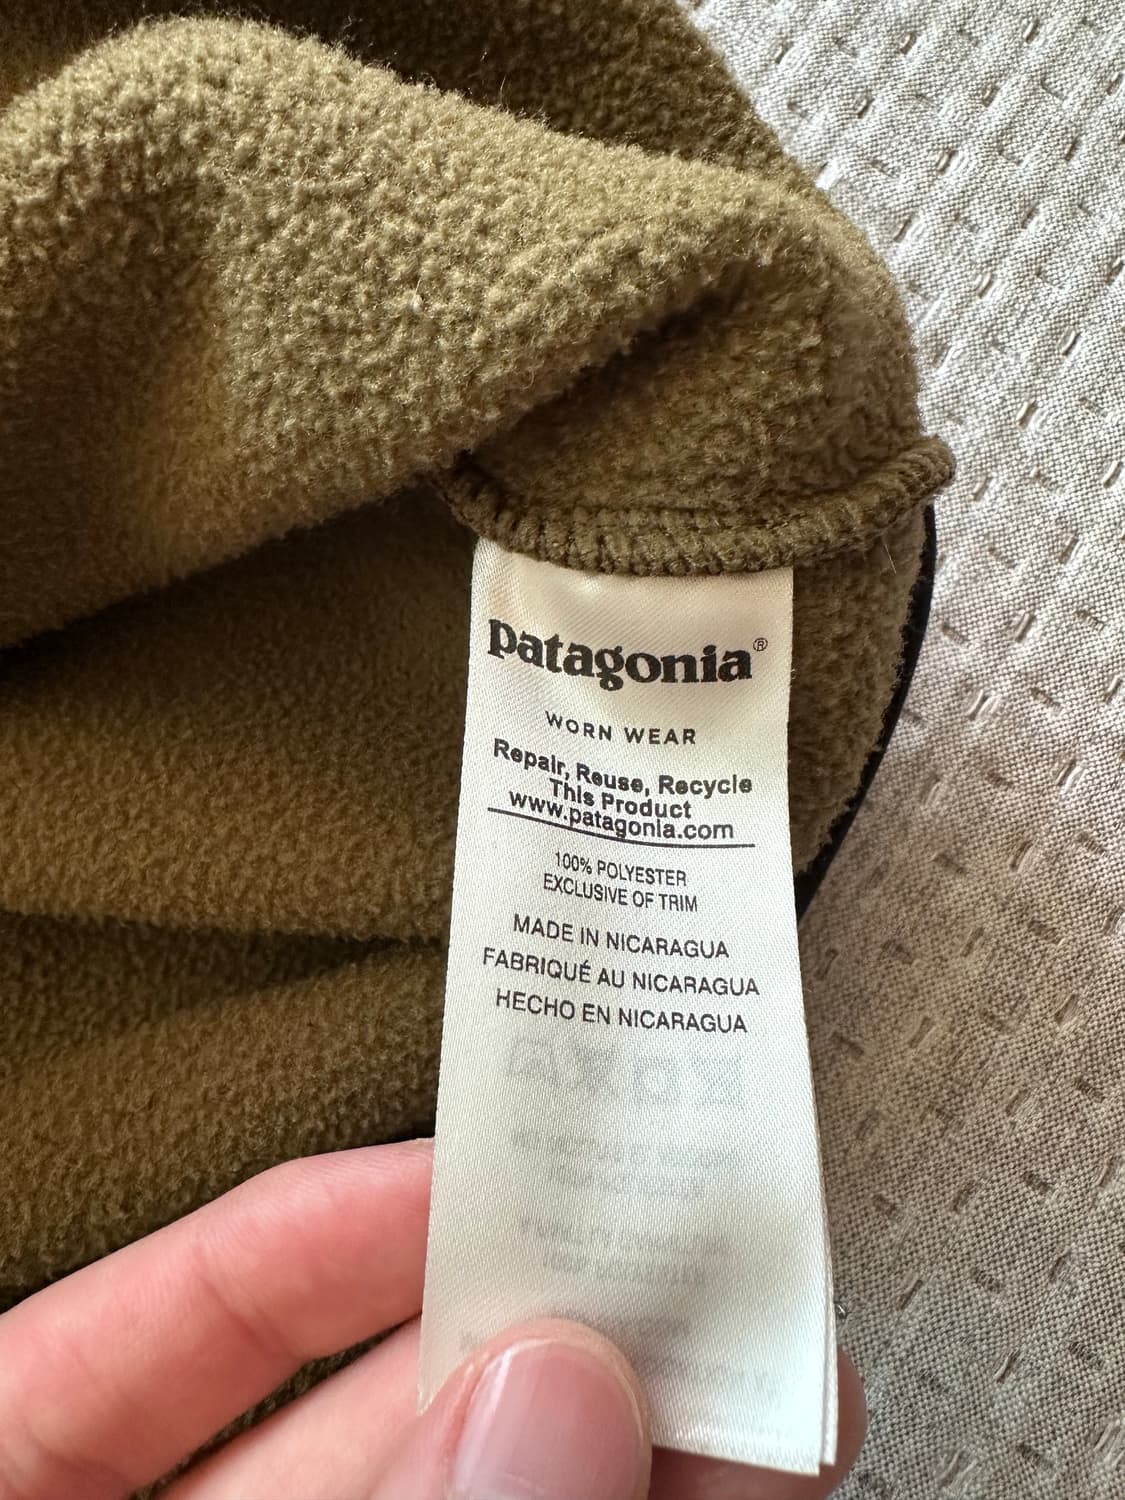 patagonia®
WORN WEAR
Repair, Reuse, Recycle
This Product
www.patagonia.com
100% POLYESTER
EXCLUSIVE OF TRIM
MADE IN NICARAGUA
FABRIQUÉ AU NICARAGUA
HECHO EN NICARAGUA